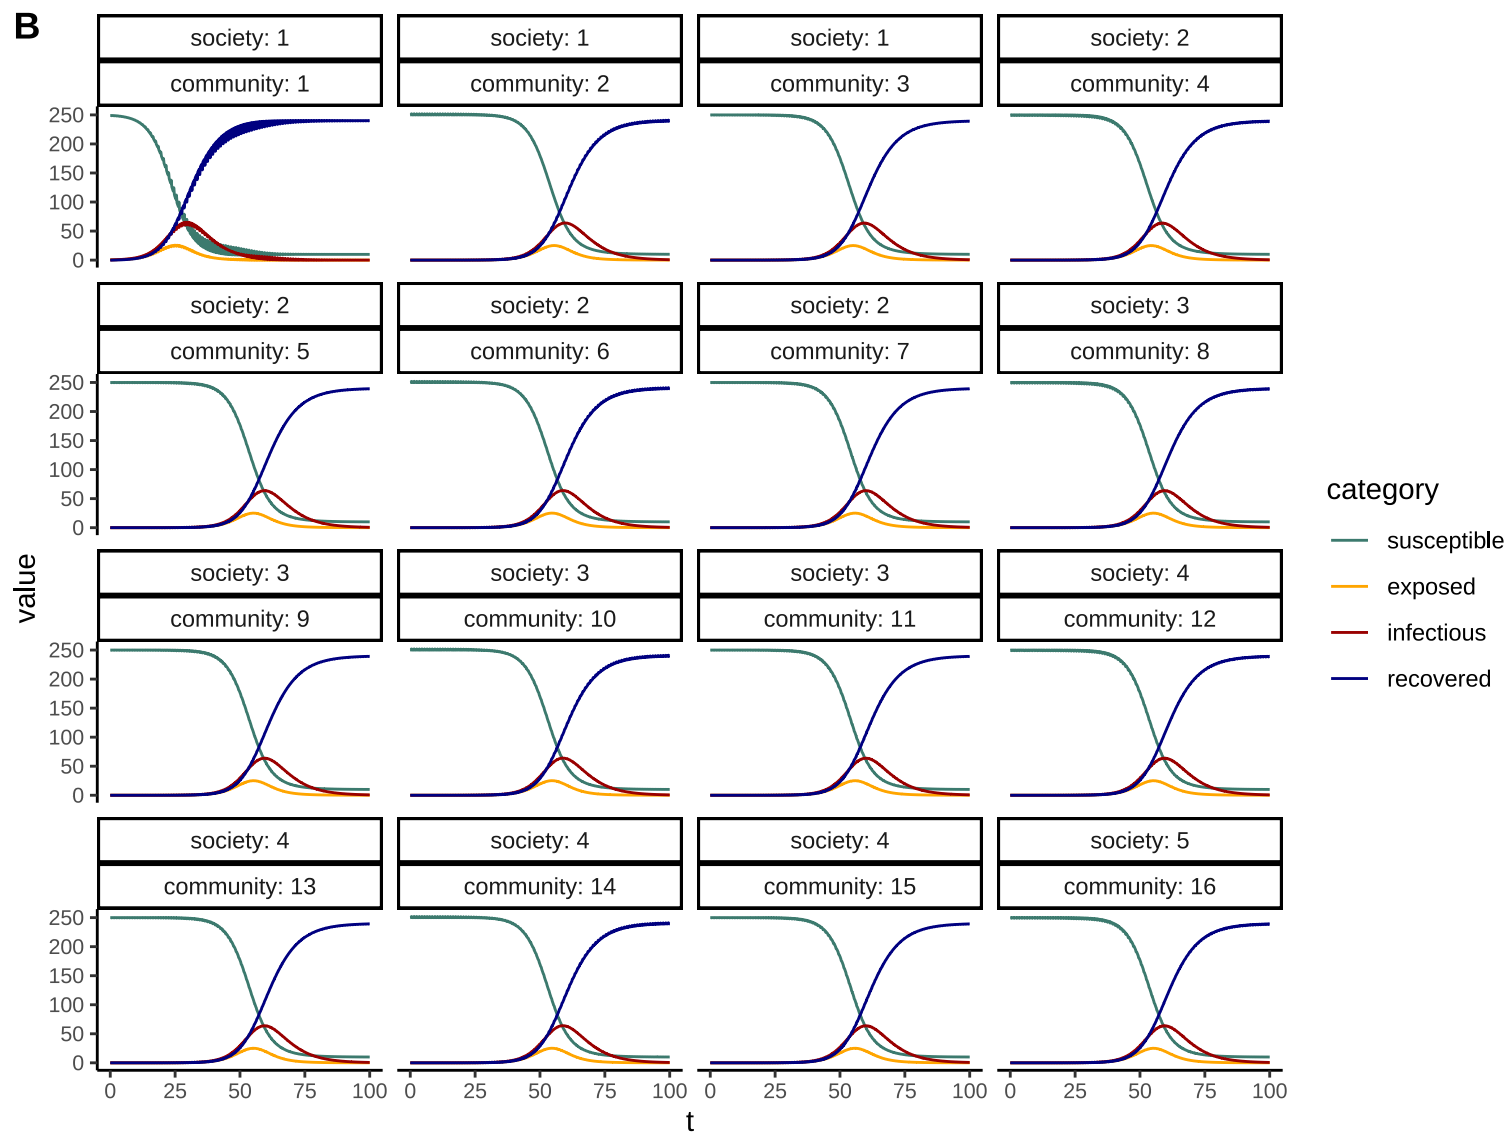 B
society: 1
society: 1
society: 1
society: 2
community: 1
community: 2
community: 3
community: 4
250
200
150
100
50
0
society: 2
society: 2
society: 2
society: 3
community: 5
community: 6
community: 7
community: 8
250
200
150
100
50
0
society: 3
society: 3
society: 3
society: 4
community: 9
community: 10
community: 11
community: 12
250
200
150
100
50
0
society: 4
society: 4
society: 4
society: 5
community: 13
community: 14
community: 15
community: 16
250
200
150
100
50
0
0 25 50 75 100
0 25 50 75 100
0 25 50 75 100
0 25 50 75 100
t
value
category
susceptible
exposed
infectious
recovered